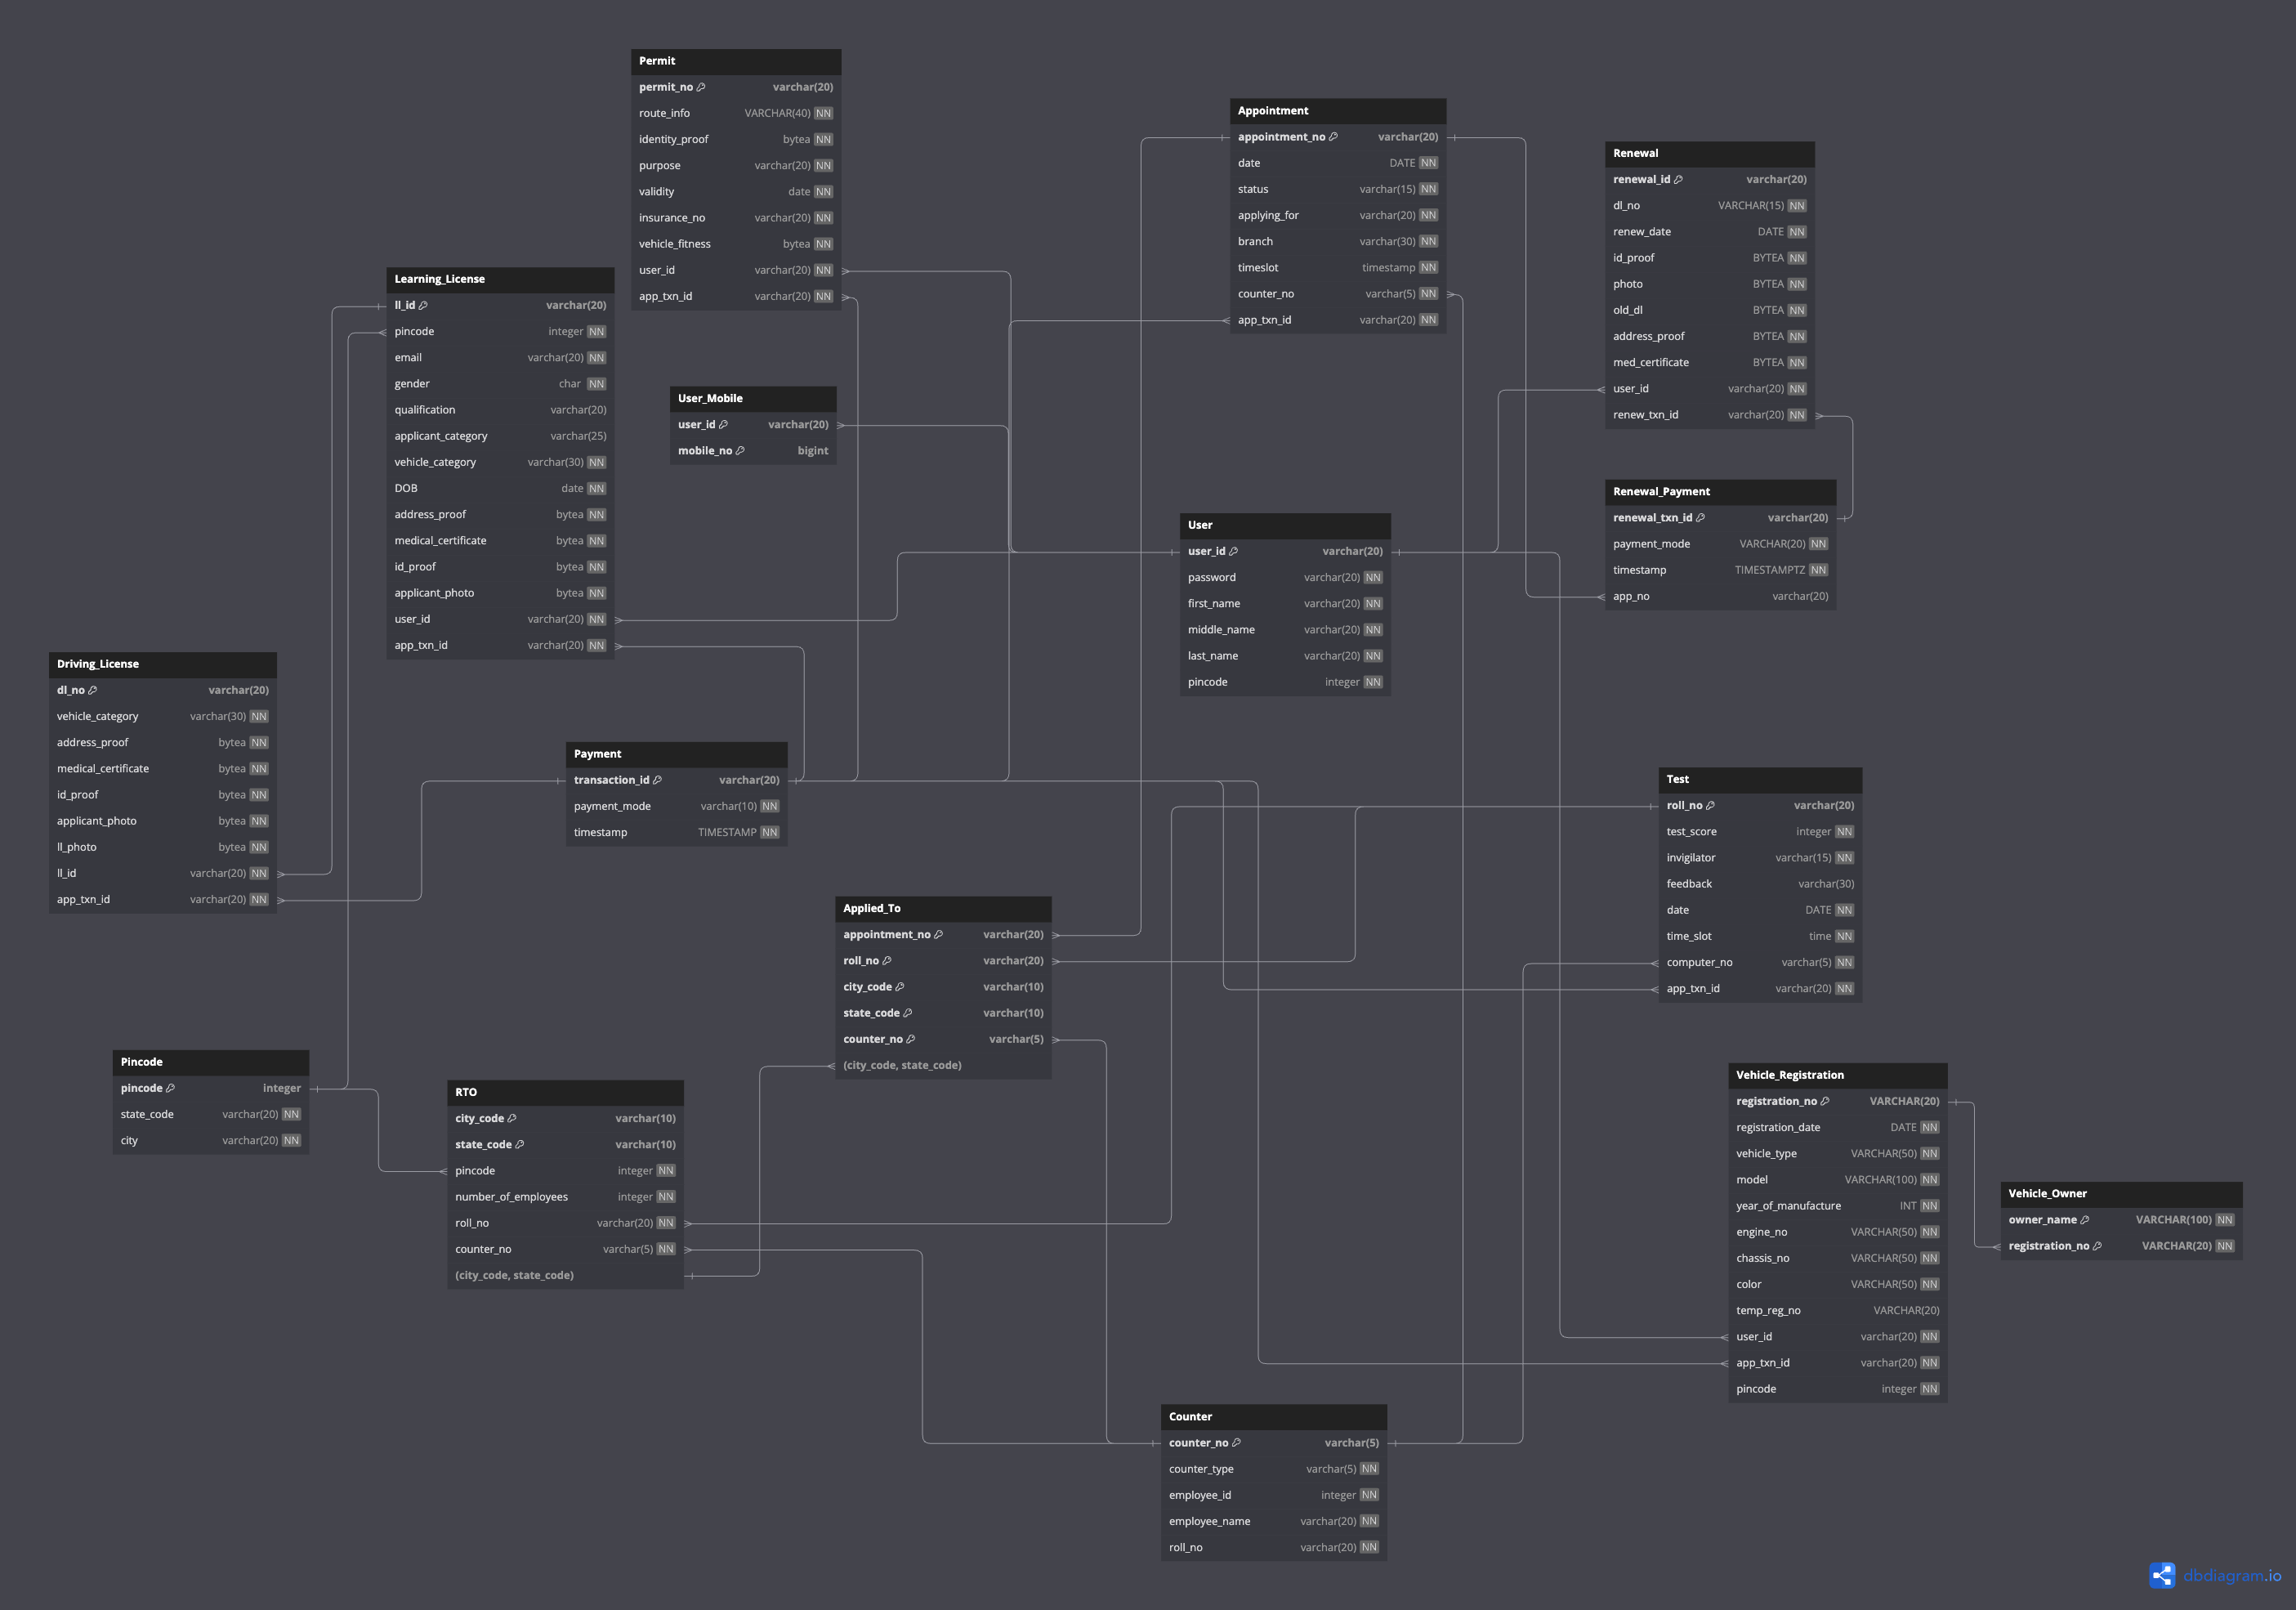 Permit
permit_no varchar(20)
route_info VARCHAR(40) NN
identity_proof bytea NN
purpose varchar(20) NN
validity date NN
insurance_no varchar(20) NN
vehicle_fitness bytea NN
user_id varchar(20) NN
app_txn_id varchar(20) NN
Appointment
appointment_no varchar(20)
date DATE NN
status varchar(15) NN
applying_for varchar(20) NN
branch varchar(30) NN
timeslot timestamp NN
counter_no varchar(5) NN
app_txn_id varchar(20) NN
Renewal
renewal_id varchar(20)
dl_no VARCHAR(15) NN
renew_date DATE NN
id_proof BYTEA NN
photo BYTEA NN
old_dl BYTEA NN
address_proof BYTEA NN
med_certificate BYTEA NN
user_id varchar(20) NN
renew_txn_id varchar(20) NN
Learning_License
ll_id varchar(20)
pincode integer NN
email varchar(20) NN
gender char NN
qualification varchar(20)
applicant_category varchar(25)
vehicle_category varchar(30) NN
DOB date NN
address_proof bytea NN
medical_certificate bytea NN
id_proof bytea NN
applicant_photo bytea NN
user_id varchar(20) NN
app_txn_id varchar(20) NN
User_Mobile
user_id varchar(20)
mobile_no bigint
Renewal_Payment
renewal_txn_id varchar(20)
payment_mode VARCHAR(20) NN
timestamp TIMESTAMPTZ NN
app_no varchar(20)
User
user_id varchar(20)
password varchar(20) NN
first_name varchar(20) NN
middle_name varchar(20) NN
last_name varchar(20) NN
pincode integer NN
Driving_License
dl_no varchar(20)
vehicle_category varchar(30) NN
address_proof bytea NN
medical_certificate bytea NN
id_proof bytea NN
applicant_photo bytea NN
ll_photo bytea NN
ll_id varchar(20) NN
app_txn_id varchar(20) NN
Payment
transaction_id varchar(20)
payment_mode varchar(10) NN
timestamp TIMESTAMP NN
Test
roll_no varchar(20)
test_score integer NN
invigilator varchar(15) NN
feedback varchar(30)
date DATE NN
time_slot time NN
computer_no varchar(5) NN
app_txn_id varchar(20) NN
Applied_To
appointment_no varchar(20)
roll_no varchar(20)
city_code varchar(10)
state_code varchar(10)
counter_no varchar(5)
(city_code, state_code)
Pincode
pincode integer
state_code varchar(20) NN
city varchar(20) NN
RTO
city_code varchar(10)
state_code varchar(10)
pincode integer NN
number_of_employees integer NN
roll_no varchar(20) NN
counter_no varchar(5) NN
(city_code, state_code)
Vehicle_Registration
registration_no VARCHAR(20)
registration_date DATE NN
vehicle_type VARCHAR(50) NN
model VARCHAR(100) NN
year_of_manufacture INT NN
engine_no VARCHAR(50) NN
chassis_no VARCHAR(50) NN
color VARCHAR(50) NN
temp_reg_no VARCHAR(20)
user_id varchar(20) NN
app_txn_id varchar(20) NN
pincode integer NN
Vehicle_Owner
owner_name VARCHAR(100) NN
registration_no VARCHAR(20) NN
Counter
counter_no varchar(5)
counter_type varchar(5) NN
employee_id integer NN
employee_name varchar(20) NN
roll_no varchar(20) NN
dbdiagram.io